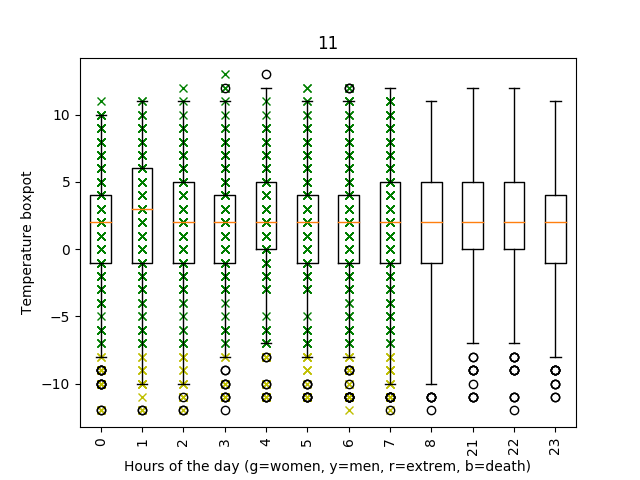 11
Temperature boxpot
10
5
0
−5
−10
0 1 2 3 4 5 6 7 8 21 22 23
Hours of the day (g=women, y=men, r=extrem, b=death)